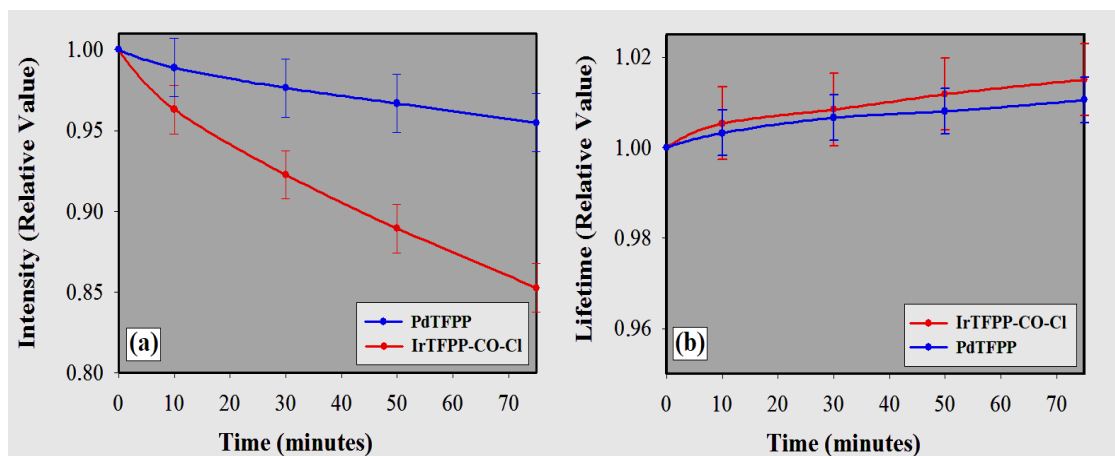 Intensity (Relative Value)
1.00
0.95
0.90
0.85
0.80
(a)
PdTFPP
IrTFPP-CO-Cl
0 10 20 30 40 50 60 70
Time (minutes)
Lifetime (Relative Value)
1.02
1.00
0.98
0.96
(b)
IrTFPP-CO-Cl
PdTFPP
0 10 20 30 40 50 60 70
Time (minutes)